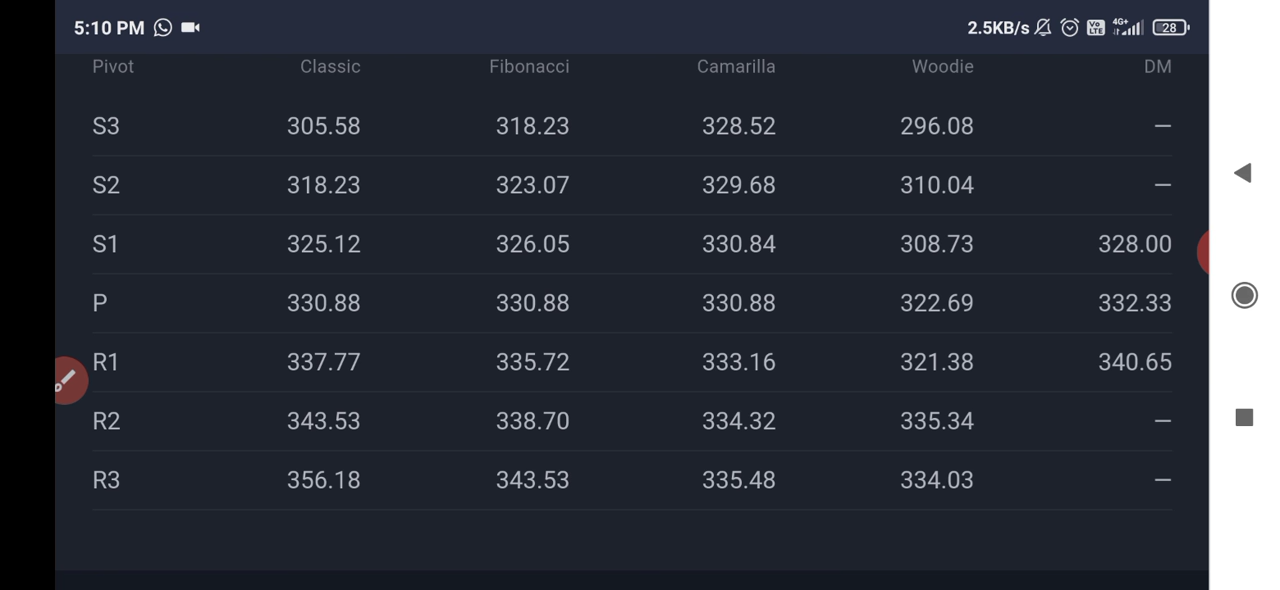 5:10 PM 2.5KB/s Vo LTE 4G+ 28
Pivot Classic Fibonacci Camarilla Woodie DM
S3 305.58 318.23 328.52 296.08 —
S2 318.23 323.07 329.68 310.04 —
S1 325.12 326.05 330.84 308.73 328.00
P 330.88 330.88 330.88 322.69 332.33
R1 337.77 335.72 333.16 321.38 340.65
R2 343.53 338.70 334.32 335.34 —
R3 356.18 343.53 335.48 334.03 —